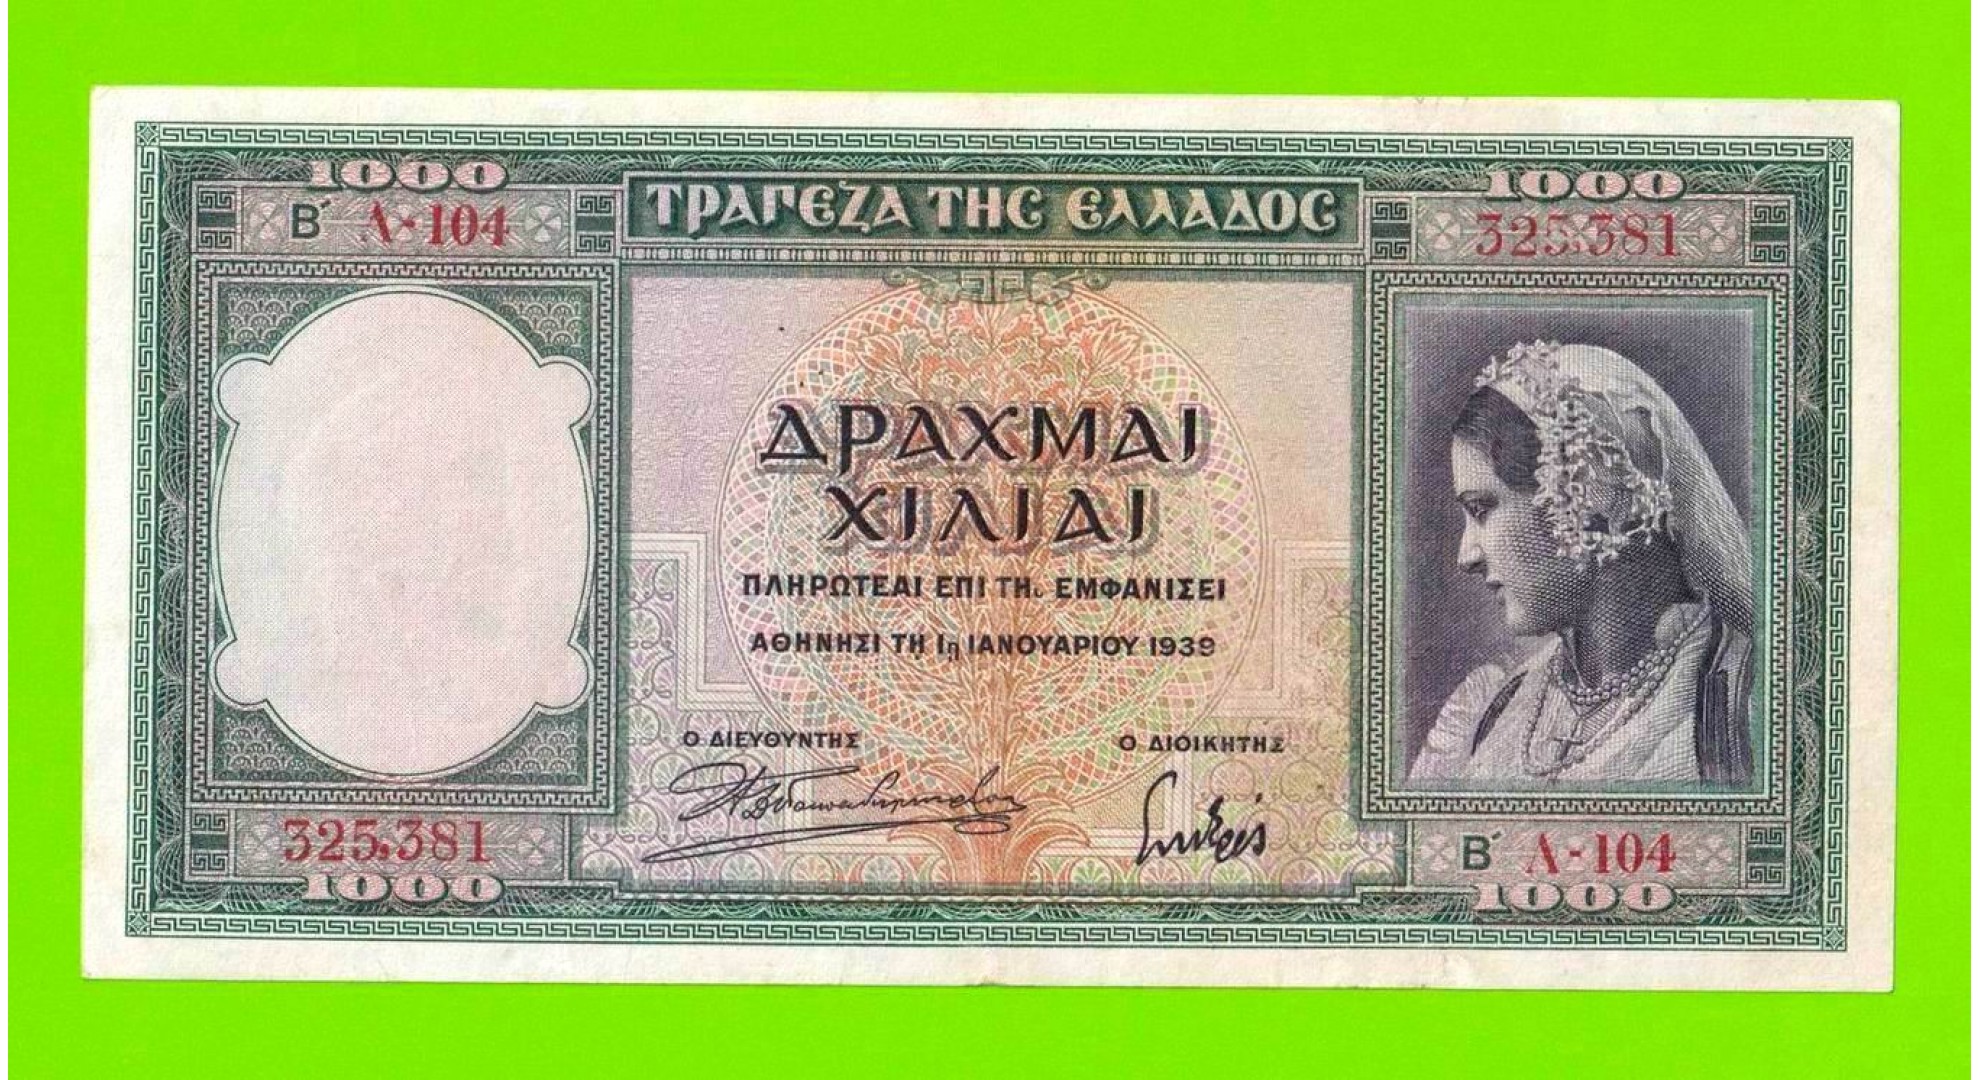 1000
1000
Β΄ Λ-104
ΤΡΑΠΕΖΑ ΤΗΣ ΕΛΛΑΔΟΣ
325.381
ΔΡΑΧΜΑΙ
ΧΙΛΙΑΙ
ΠΛΗΡΩΤΕΑΙ ΕΠΙ ΤΗι ΕΜΦΑΝΙΣΕΙ
ΑΘΗΝΗΣΙ ΤΗ 1η ΙΑΝΟΥΑΡΙΟΥ 1939
Ο ΔΙΕΥΘΥΝΤΗΣ
Ο ΔΙΟΙΚΗΤΗΣ
325.381
Β΄ Λ-104
1000
1000